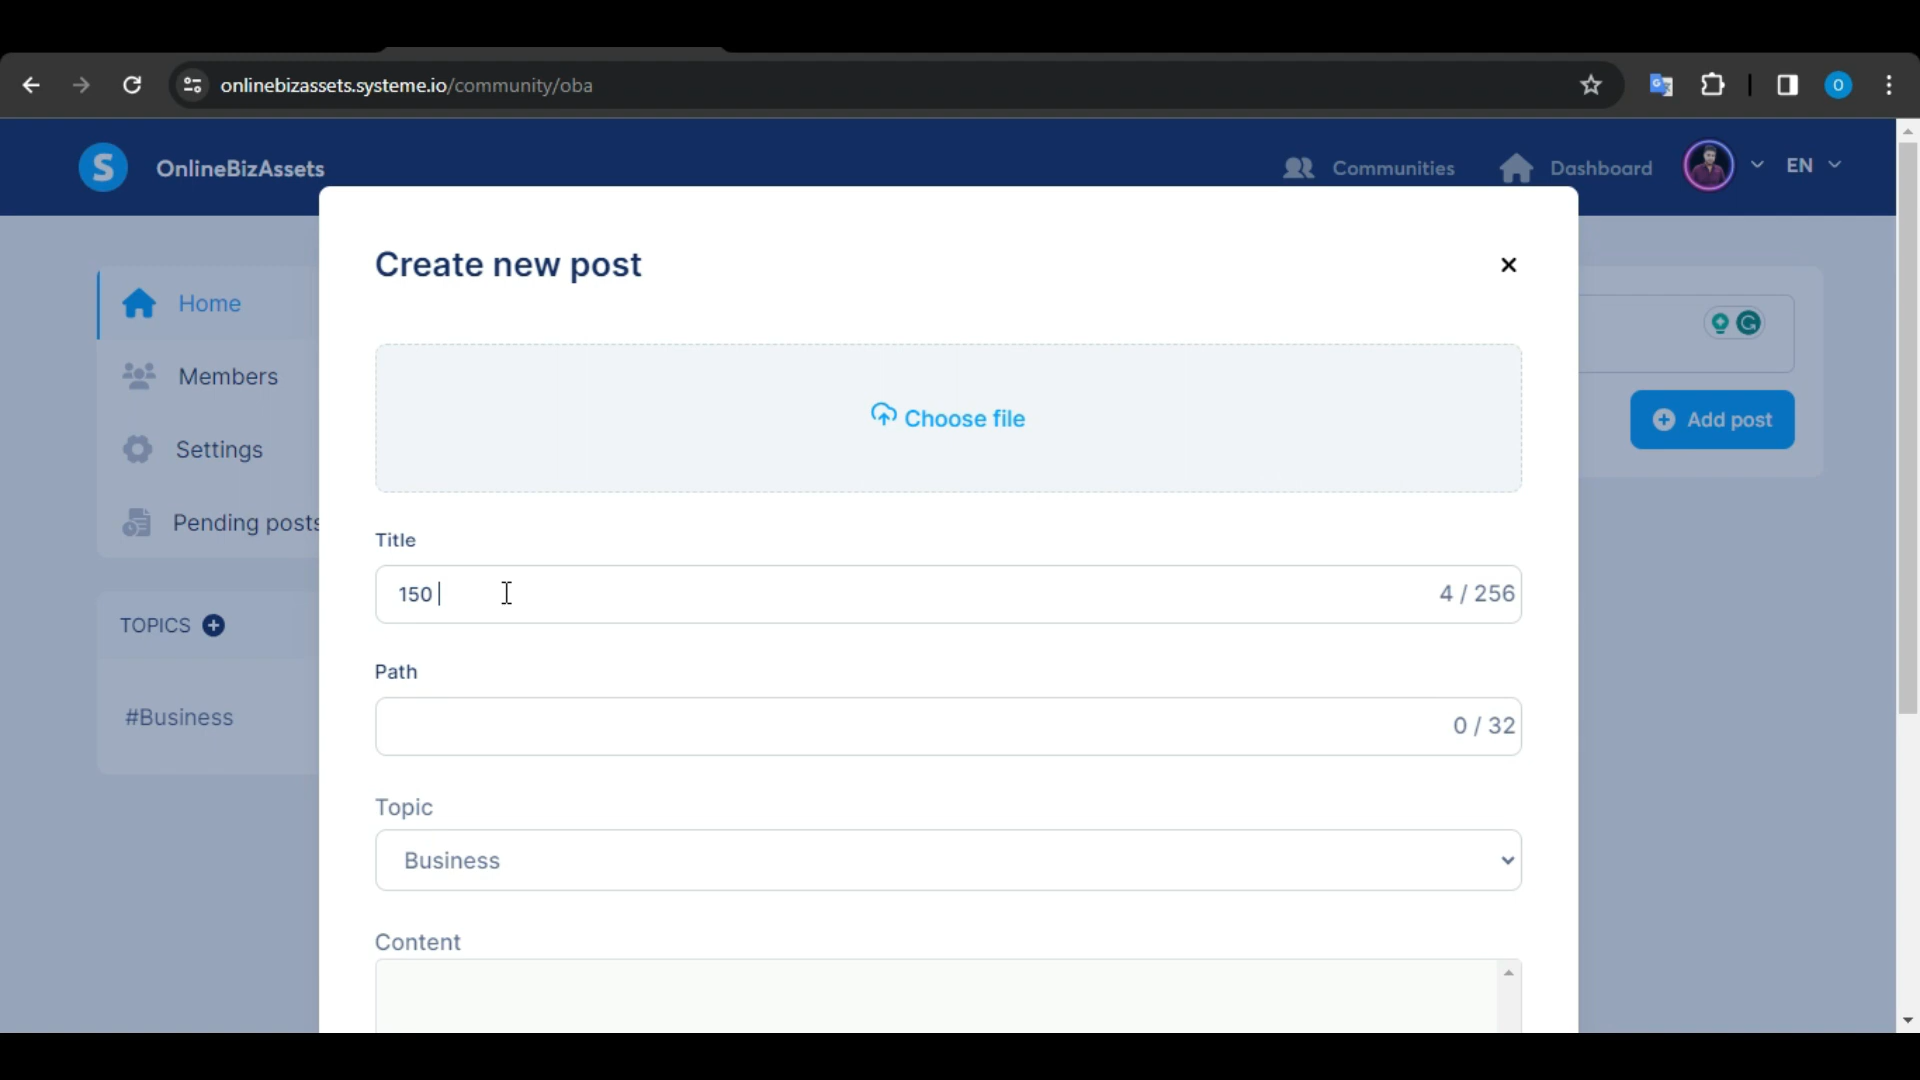 onlinebizassets.systeme.io/community/oba
O
S
OnlineBizAssets
Communities
Dashboard
EN
Create new post
Home
Members
Settings
Pending posts
TOPICS
#Business
Choose file
Add post
Title
150
4 / 256
Path
0 / 32
Topic
Business
Content